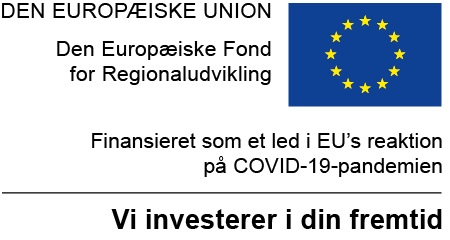 DEN EUROPÆISKE UNION
Den Europæiske Fond
for Regionaludvikling
Finansieret som et led i EU's reaktion
på COVID-19-pandemien
Vi investerer i din fremtid